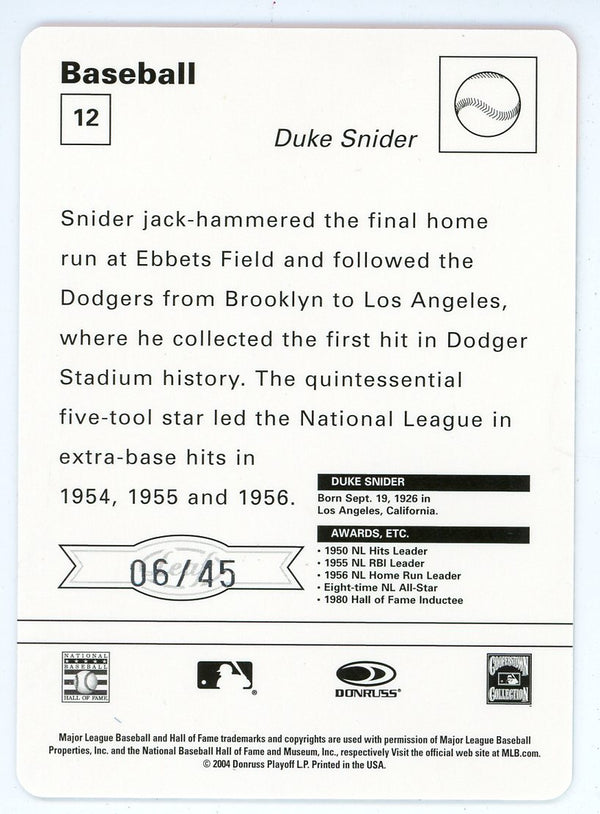 Baseball
12
Duke Snider
Snider jack-hammered the final home
run at Ebbets Field and followed the
Dodgers from Brooklyn to Los Angeles,
where he collected the first hit in Dodger
Stadium history. The quintessential
five-tool star led the National League in
extra-base hits in
1954, 1955 and 1956.
DUKE SNIDER
Born Sept. 19, 1926 in
Los Angeles, California.
AWARDS, ETC.
• 1950 NL Hits Leader
• 1955 NL RBI Leader
• 1956 NL Home Run Leader
• Eight-time NL All-Star
• 1980 Hall of Fame Inductee
Leaf
06/45
NATIONAL
BASEBALL
HALL OF FAME
®
DONRUSS®
COOPERSTOWN
COLLECTION
Major League Baseball and Hall of Fame trademarks and copyrights are used with permission of Major League Baseball
Properties, Inc. and the National Baseball Hall of Fame and Museum, Inc., respectively Visit the official web site at MLB.com.
© 2004 Donruss Playoff L.P. Printed in the USA.